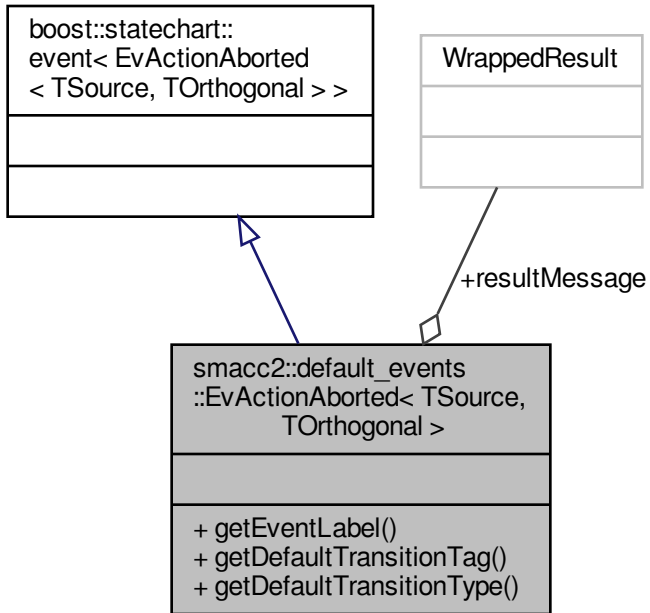 boost::statechart::
event< EvActionAborted
< TSource, TOrthogonal > >
WrappedResult
+resultMessage
smacc2::default_events
::EvActionAborted< TSource,
TOrthogonal >
+ getEventLabel()
+ getDefaultTransitionTag()
+ getDefaultTransitionType()